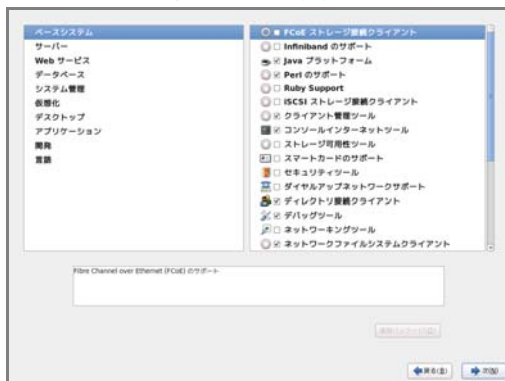 ベースシステム
サーバー
Web サービス
データベース
システム管理
仮想化
デスクトップ
アプリケーション
開発
言語
FCoE ストレージ接続クライアント
Infiniband のサポート
Java プラットフォーム
Perl のサポート
Ruby Support
iSCSI ストレージ接続クライアント
クライアント管理ツール
コンソールインターネットツール
ストレージ可用性ツール
スマートカードのサポート
セキュリティツール
ダイヤルアップネットワークサポート
ディレクトリ接続クライアント
デバッグツール
ネットワーキングツール
ネットワークファイルシステムクライアント
Fibre Channel over Ethernet (FCoE) のサポート
戻る(B)
次(N)